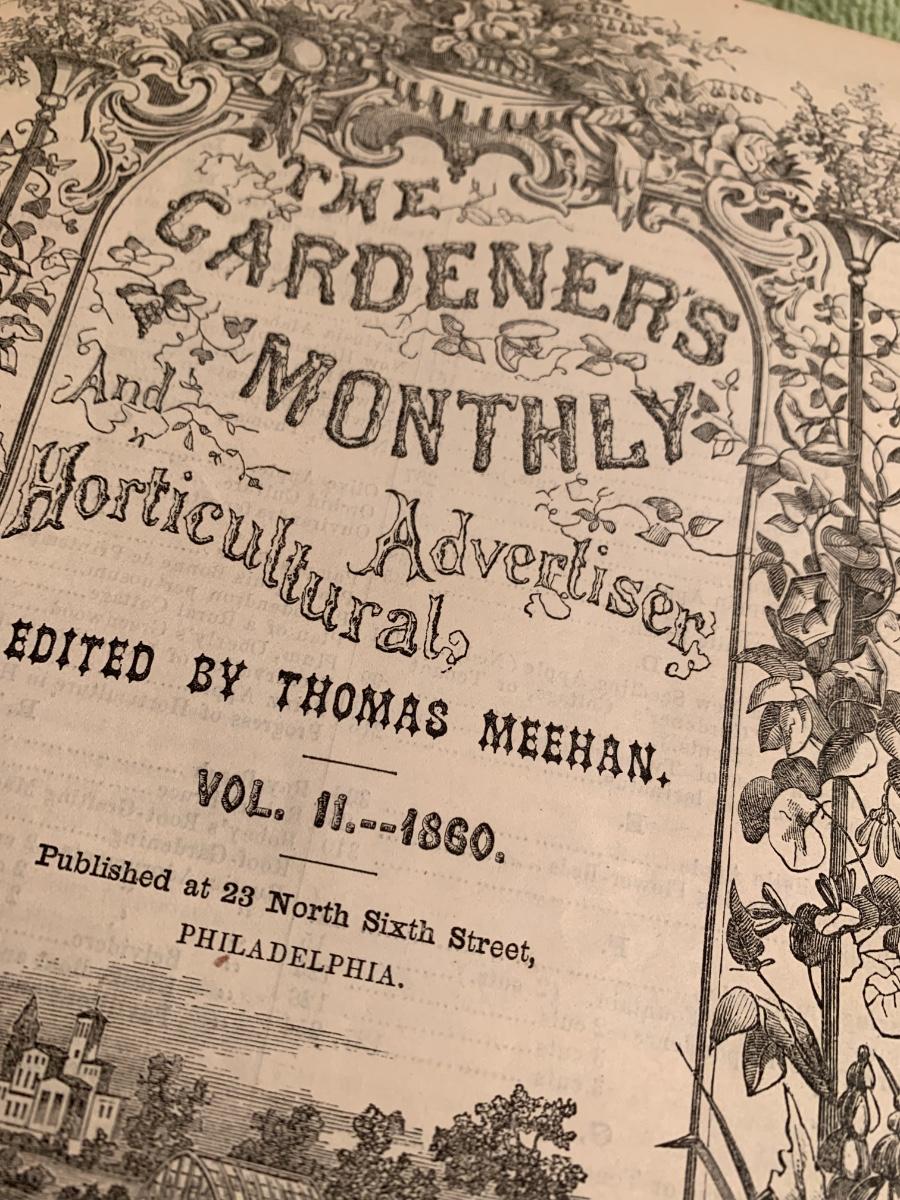 THE
GARDENER'S
MONTHLY
And
Horticultural,
Advertiser,
EDITED BY THOMAS MEEHAN.
VOL. II.--1860.
Published at 23 North Sixth Street,
PHILADELPHIA.